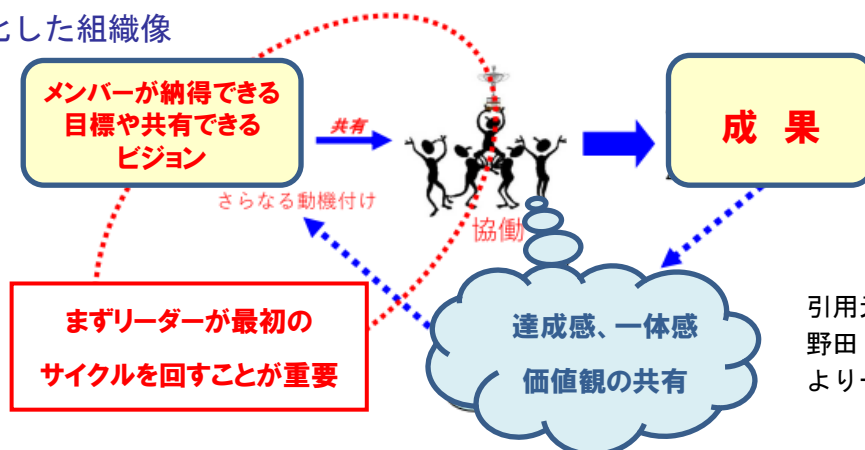 とした組織像
メンバーが納得できる
目標や共有できる
ビジョン
共有
成 果
さらなる動機付け
協働
まずリーダーが最初の
サイクルを回すことが重要
達成感、一体感
価値観の共有
引用
野田
より